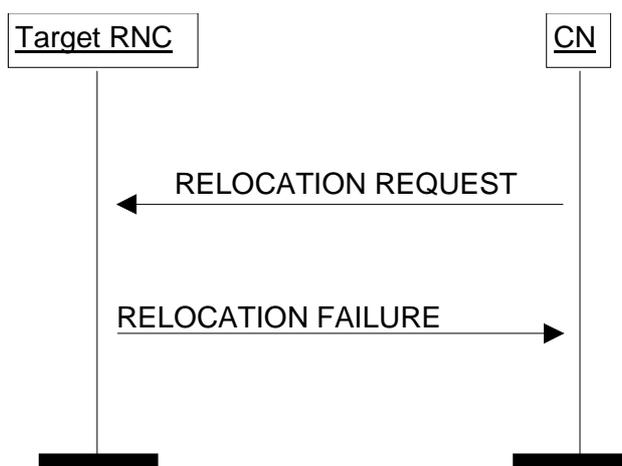 Target RNC
CN
RELOCATION REQUEST
RELOCATION FAILURE